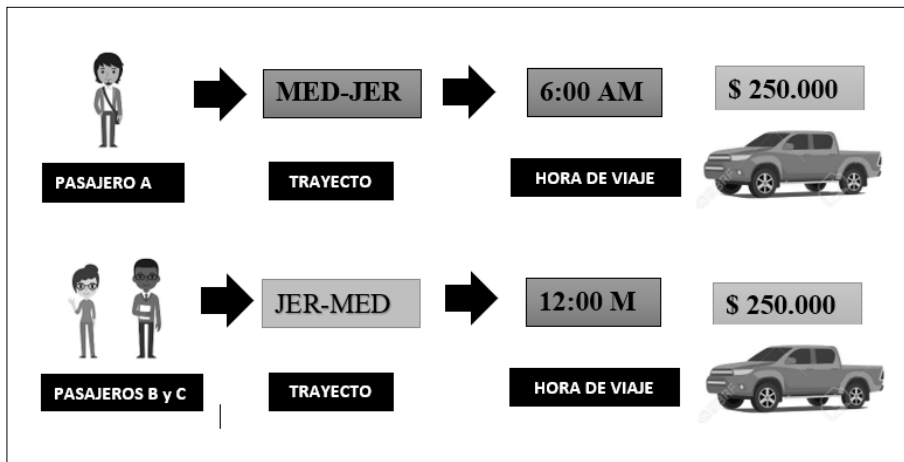 MED-JER
6:00 AM
$ 250.000
PASAJERO A
TRAYECTO
HORA DE VIAJE
JER-MED
12:00 M
$ 250.000
PASAJEROS B y C
TRAYECTO
HORA DE VIAJE